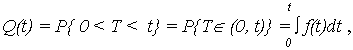 Q(t) = P{ 0 < T < t} = P{T∈ (0, t)} = ∫₀ᵗ f(t)dt ,